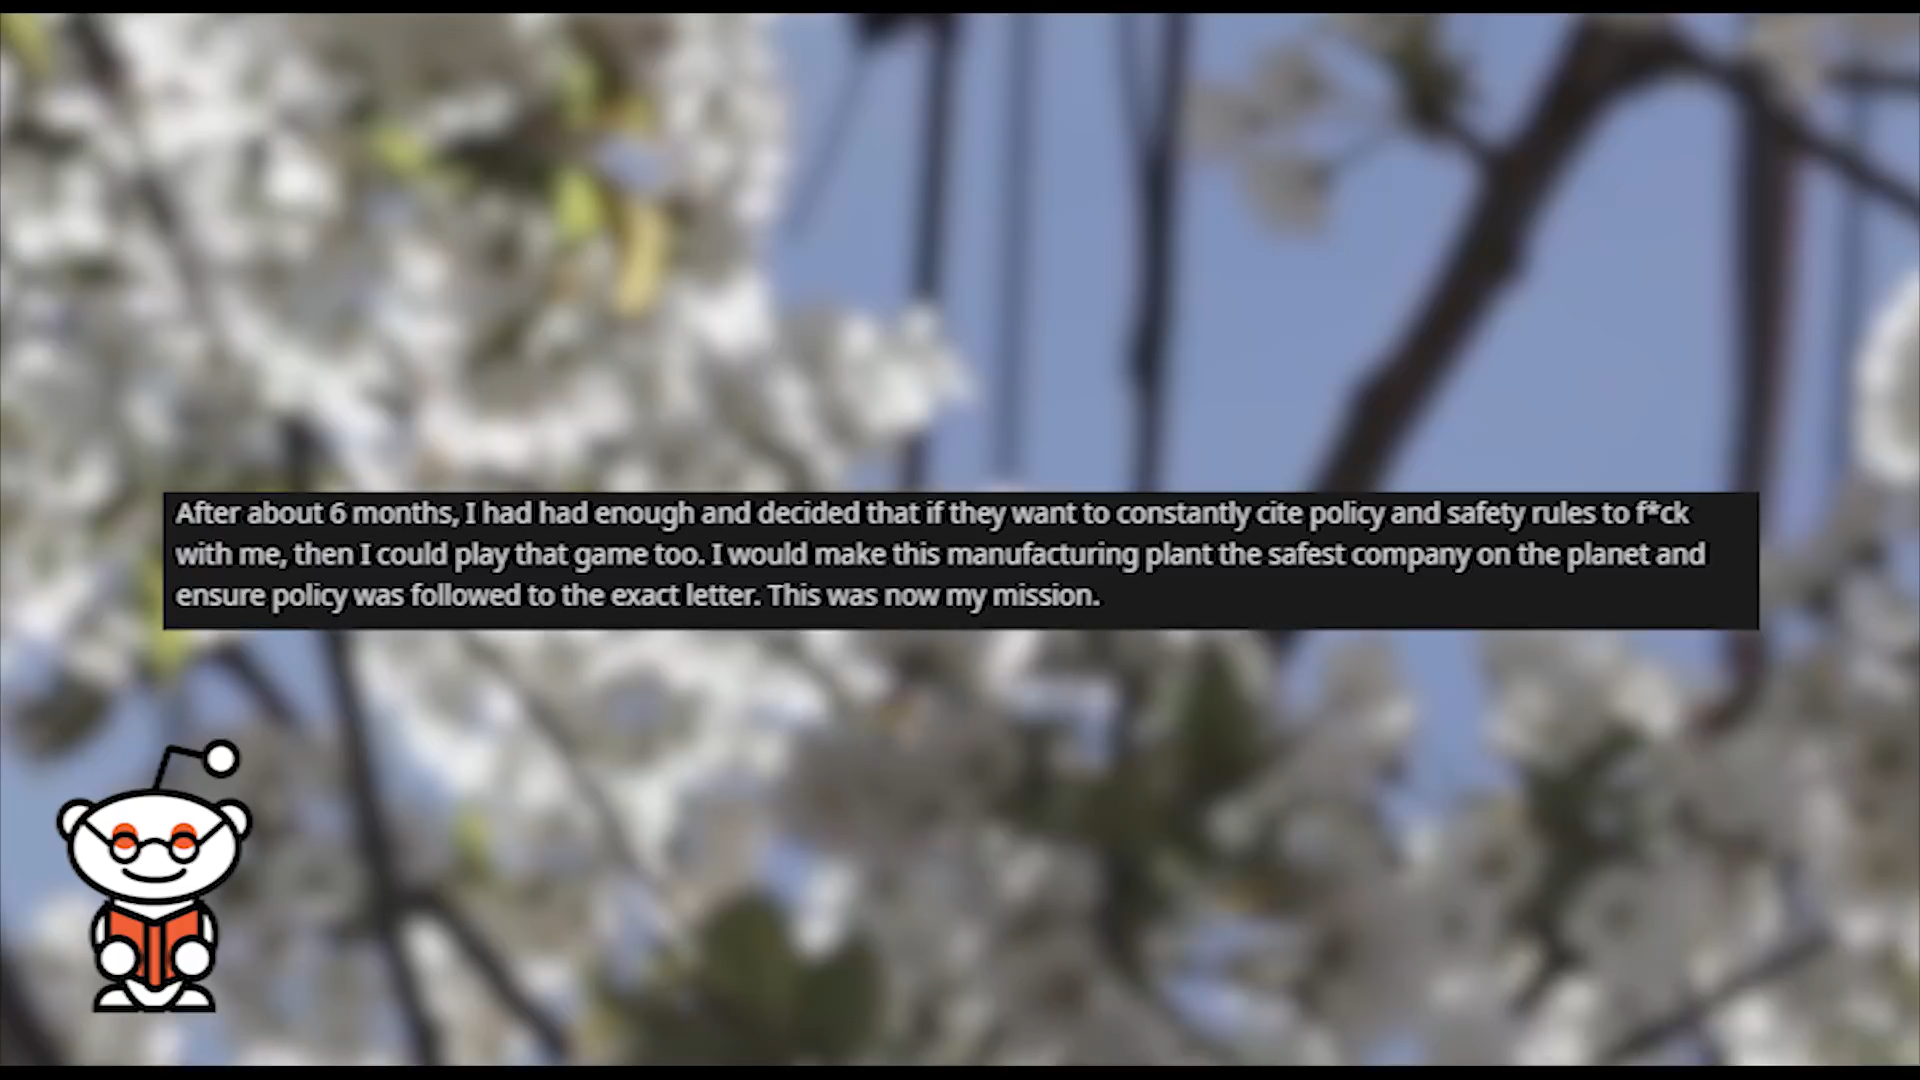 After about 6 months, I had had enough and decided that if they want to constantly cite policy and safety rules to f*ck
with me, then I could play that game too. I would make this manufacturing plant the safest company on the planet and
ensure policy was followed to the exact letter. This was now my mission.